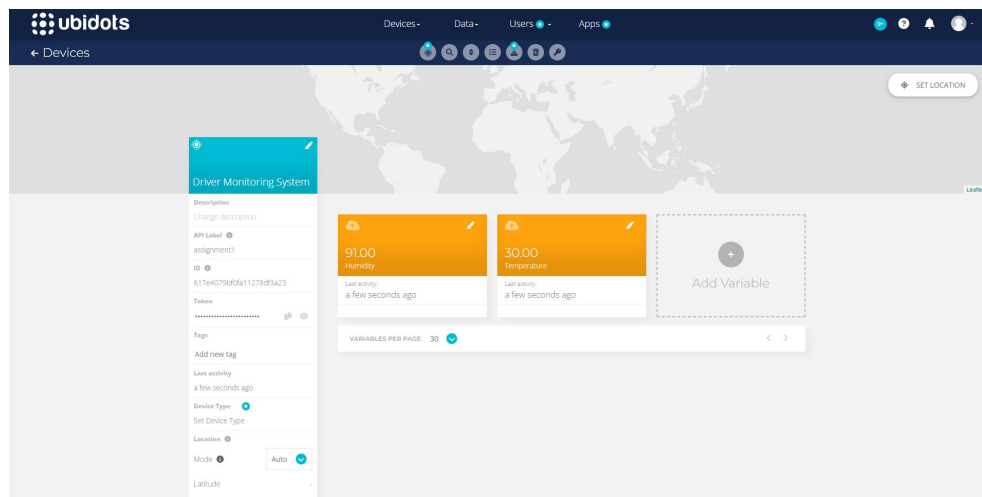 ubidots
Devices
Data
Users
Apps
← Devices
SET LOCATION
Driver Monitoring System
Leafle
Description
Change description
API Label
assignment1
ID
617e4079bf0fa11278df3a23
Token
••••••••••••••••••••••••
Tags
Add new tag
Last activity
a few seconds ago
Device Type
Set Device Type
Location
Mode
Auto
Latitude
-
91.00
Humidity
Last activity:
a few seconds ago
30.00
Temperature
Last activity:
a few seconds ago
+
Add Variable
VARIABLES PER PAGE 30
< >